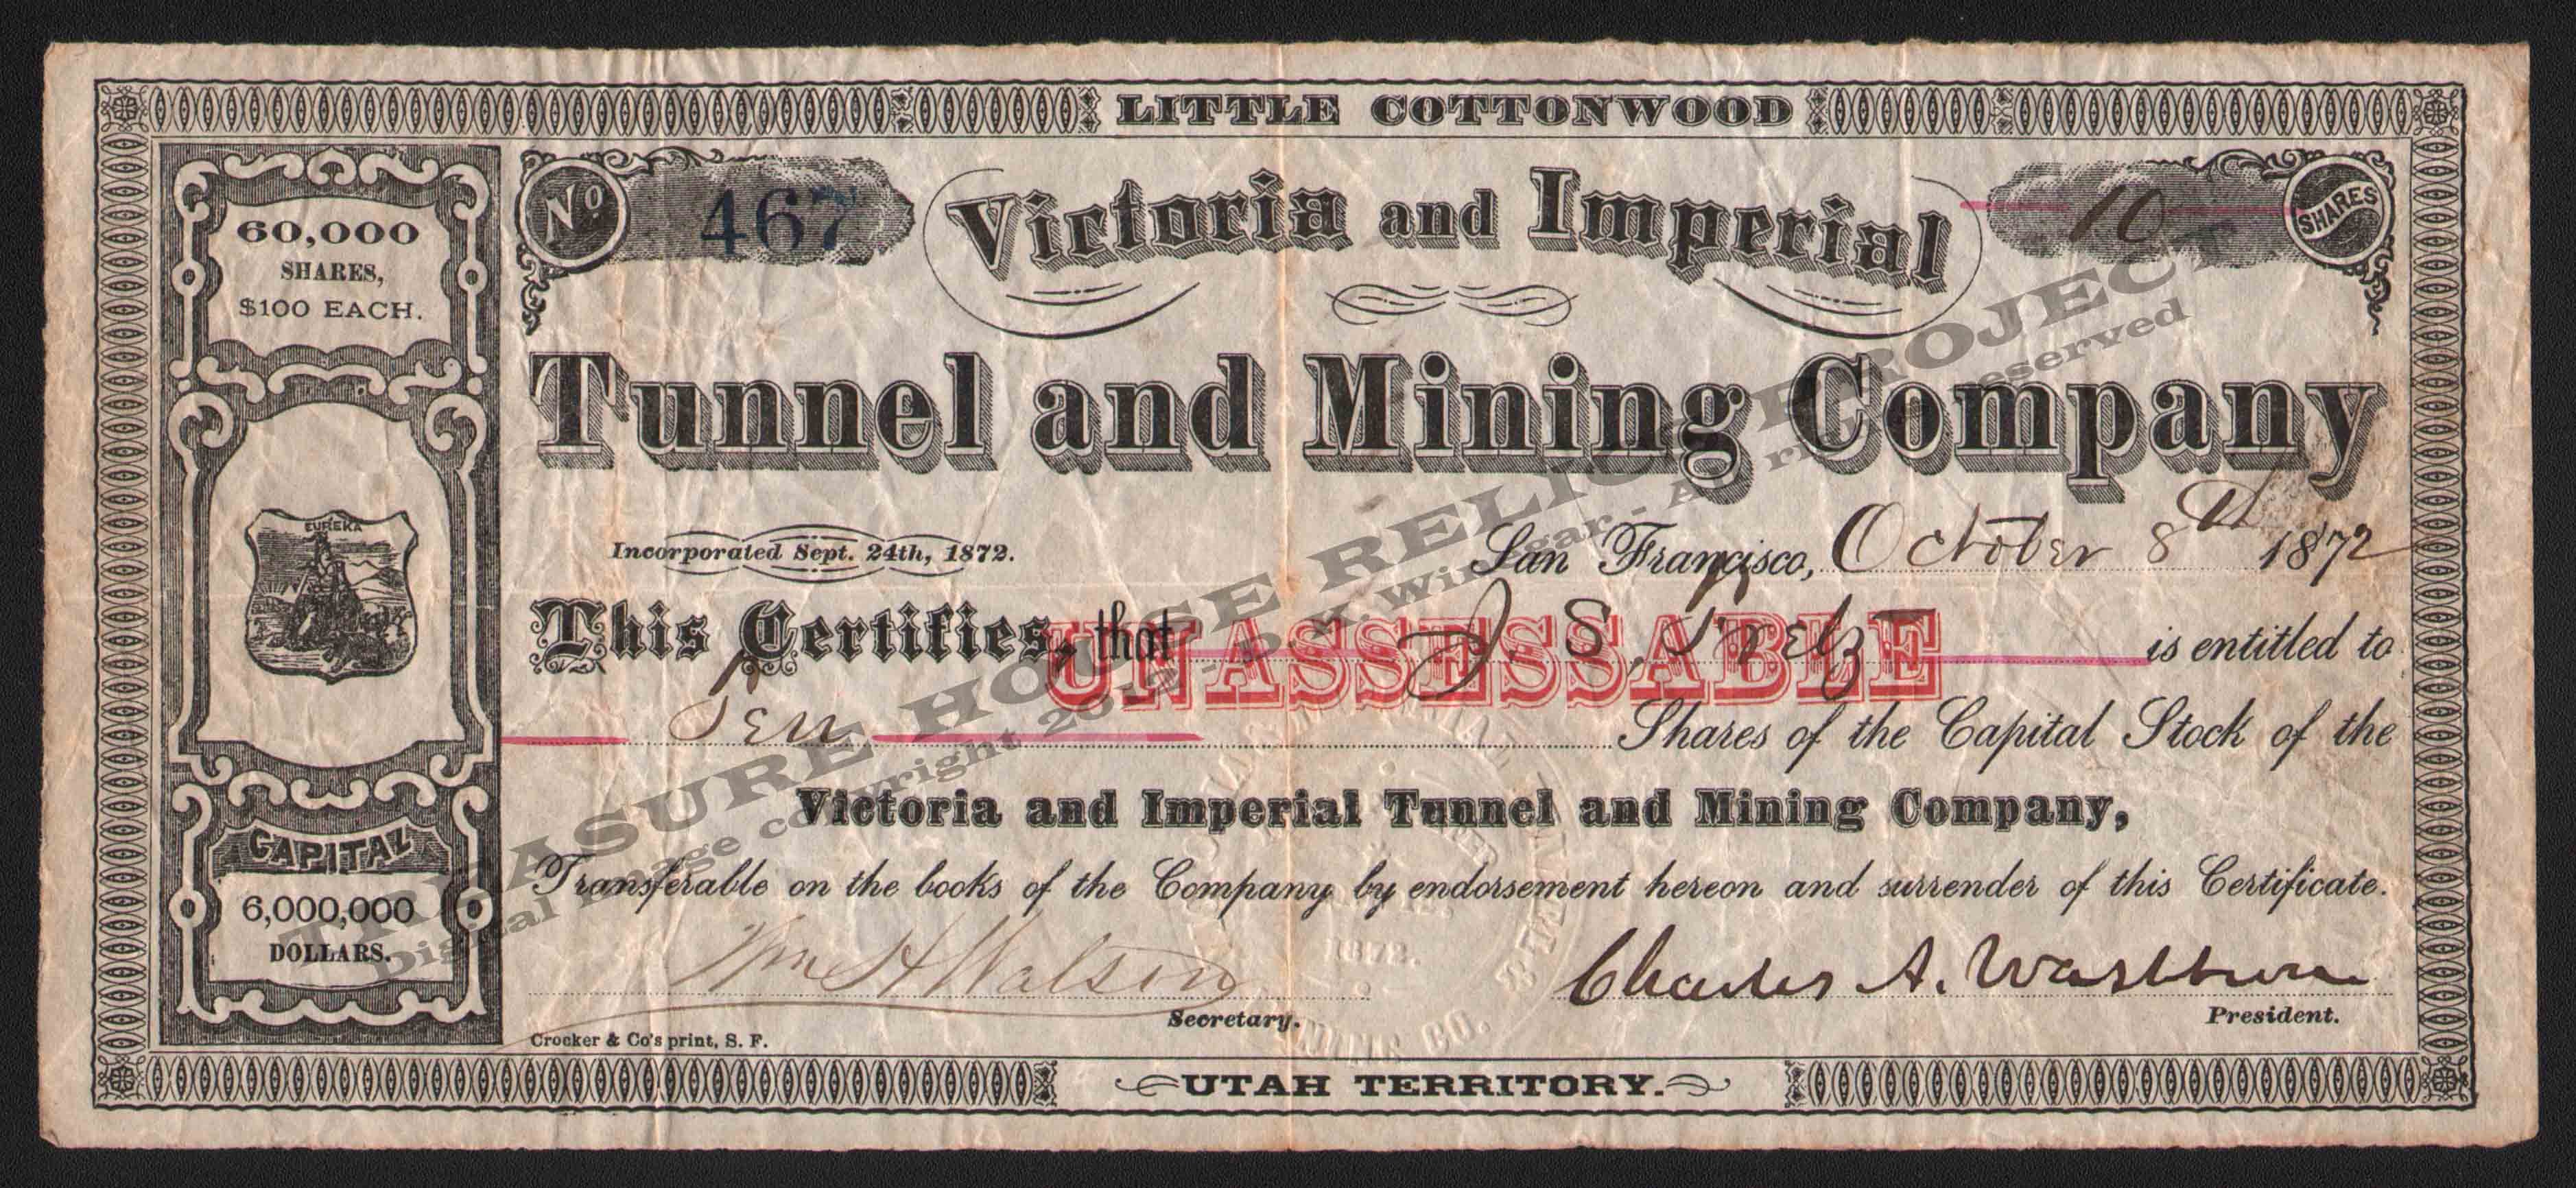 LITTLE COTTONWOOD
60,000
SHARES,
$100 EACH.
No 467
Victoria and Imperial
10 SHARES
Tunnel and Mining Company
EUREKA
Incorporated Sept. 24th, 1872.
San Francisco, October 8th 1872
This Certifies, that J. S. is entitled to
UNASSESSABLE
Ten Shares of the Capital Stock of the
Victoria and Imperial Tunnel and Mining Company,
CAPITAL
6,000,000
DOLLARS.
Transferable on the books of the Company by endorsement hereon and surrender of this Certificate.
Wm H Watson
Secretary.
Charles A. Washburn
President.
1872.
Crocker & Co's print, S. F.
UTAH TERRITORY.
TREASURE HOUSE RELICS PROJECT
Digital image copyright 2012 - D. Y. Winegar - All rights reserved